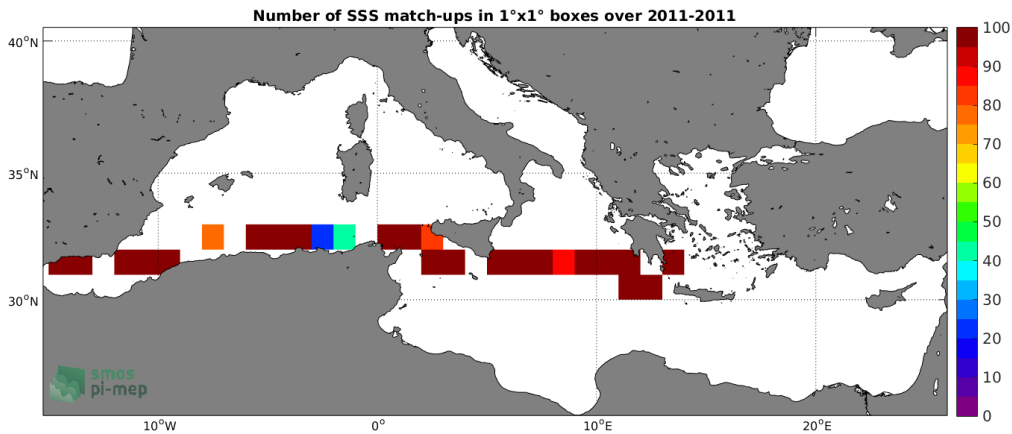 Number of SSS match-ups in 1°x1° boxes over 2011-2011
40°N
35°N
30°N
10°W
0°
10°E
20°E
100
90
80
70
60
50
40
30
20
10
0
smos
pi-mep